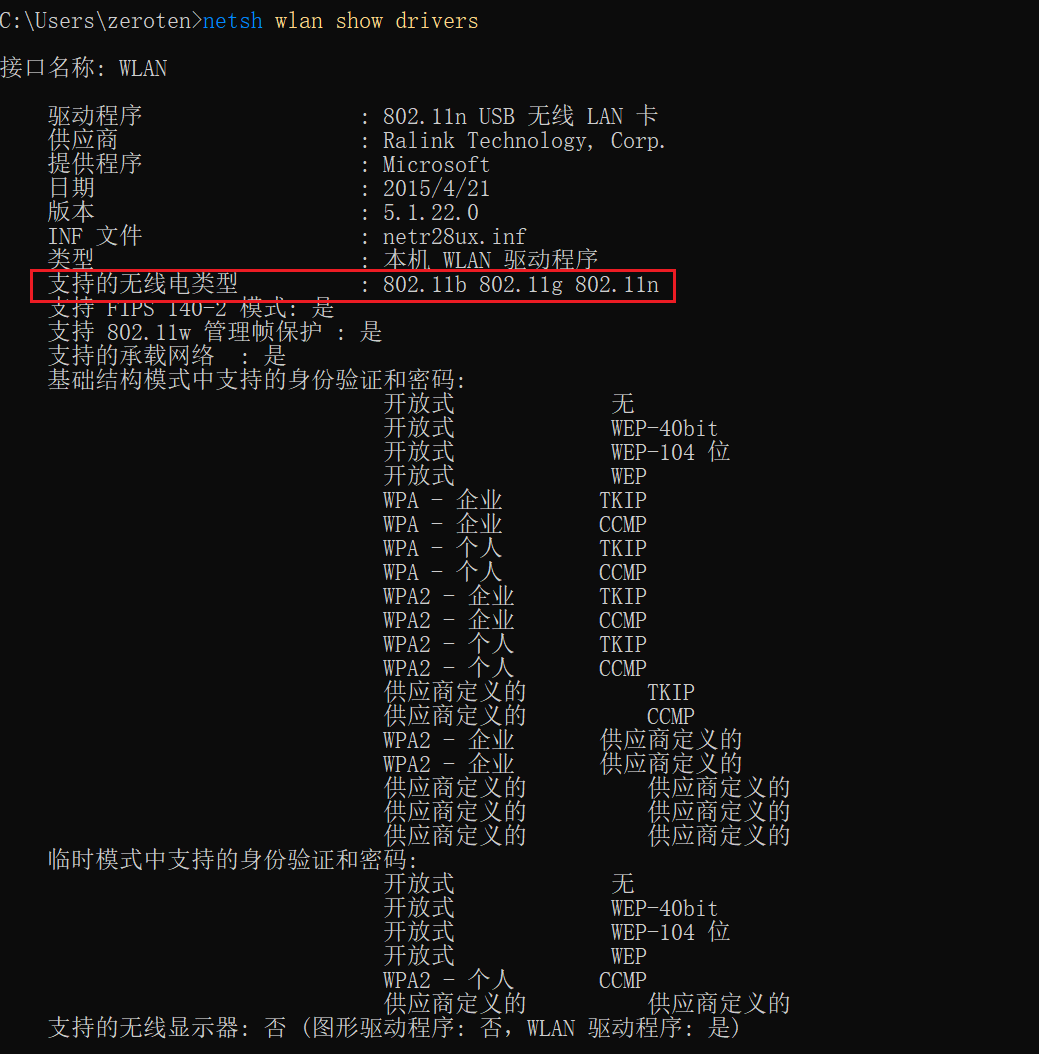 C:\Users\zeroten>netsh wlan show drivers
接口名称: WLAN
驱动程序 : 802.11n USB 无线 LAN 卡
供应商 : Ralink Technology, Corp.
提供程序 : Microsoft
日期 : 2015/4/21
版本 : 5.1.22.0
INF 文件 : netr28ux.inf
类型 : 本机 WLAN 驱动程序
支持的无线电类型 : 802.11b 802.11g 802.11n
支持 FIPS 140-2 模式: 是
支持 802.11w 管理帧保护 : 是
支持的承载网络 : 是
基础结构模式中支持的身份验证和密码:
开放式 无
开放式 WEP-40bit
开放式 WEP-104 位
开放式 WEP
WPA - 企业 TKIP
WPA - 企业 CCMP
WPA - 个人 TKIP
WPA - 个人 CCMP
WPA2 - 企业 TKIP
WPA2 - 企业 CCMP
WPA2 - 个人 TKIP
WPA2 - 个人 CCMP
供应商定义的 TKIP
供应商定义的 CCMP
WPA2 - 企业 供应商定义的
WPA2 - 企业 供应商定义的
供应商定义的 供应商定义的
供应商定义的 供应商定义的
供应商定义的 供应商定义的
临时模式中支持的身份验证和密码:
开放式 无
开放式 WEP-40bit
开放式 WEP-104 位
开放式 WEP
WPA2 - 个人 CCMP
供应商定义的 供应商定义的
支持的无线显示器: 否 (图形驱动程序: 否，WLAN 驱动程序: 是)